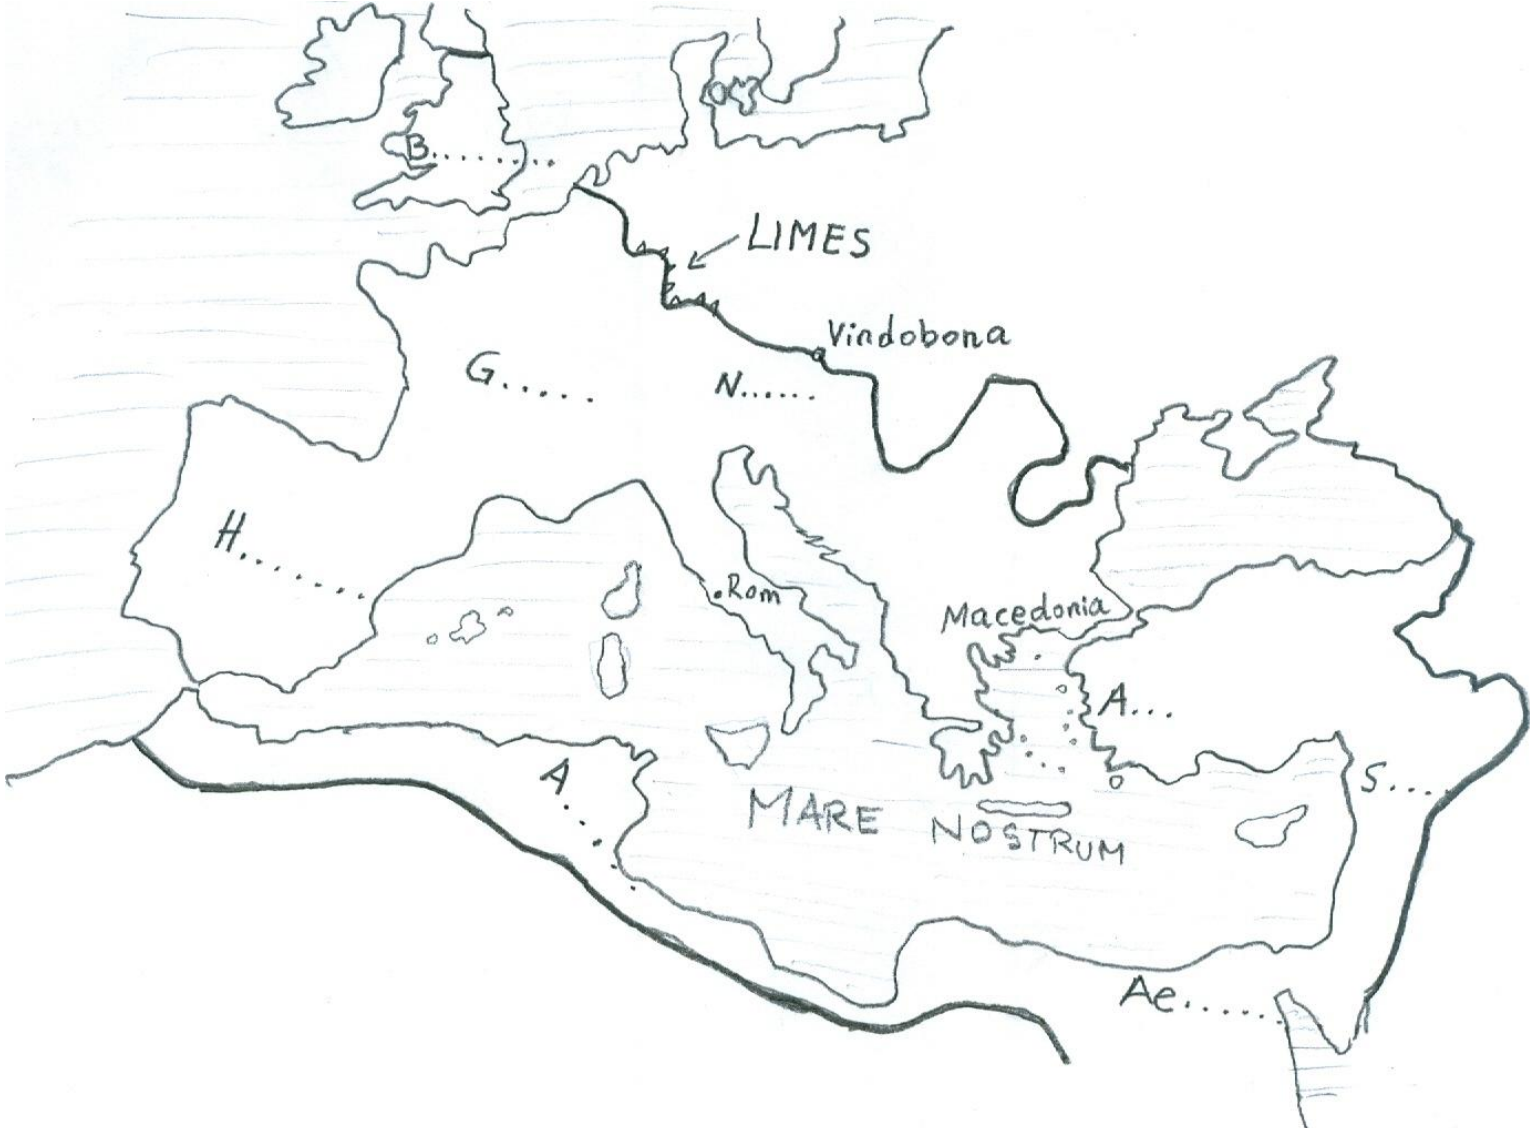 B........
LIMES
Vindobona
G.....
N......
H.......
Rom
Macedonia
A...
A.....
S....
MARE NOSTRUM
Ae......